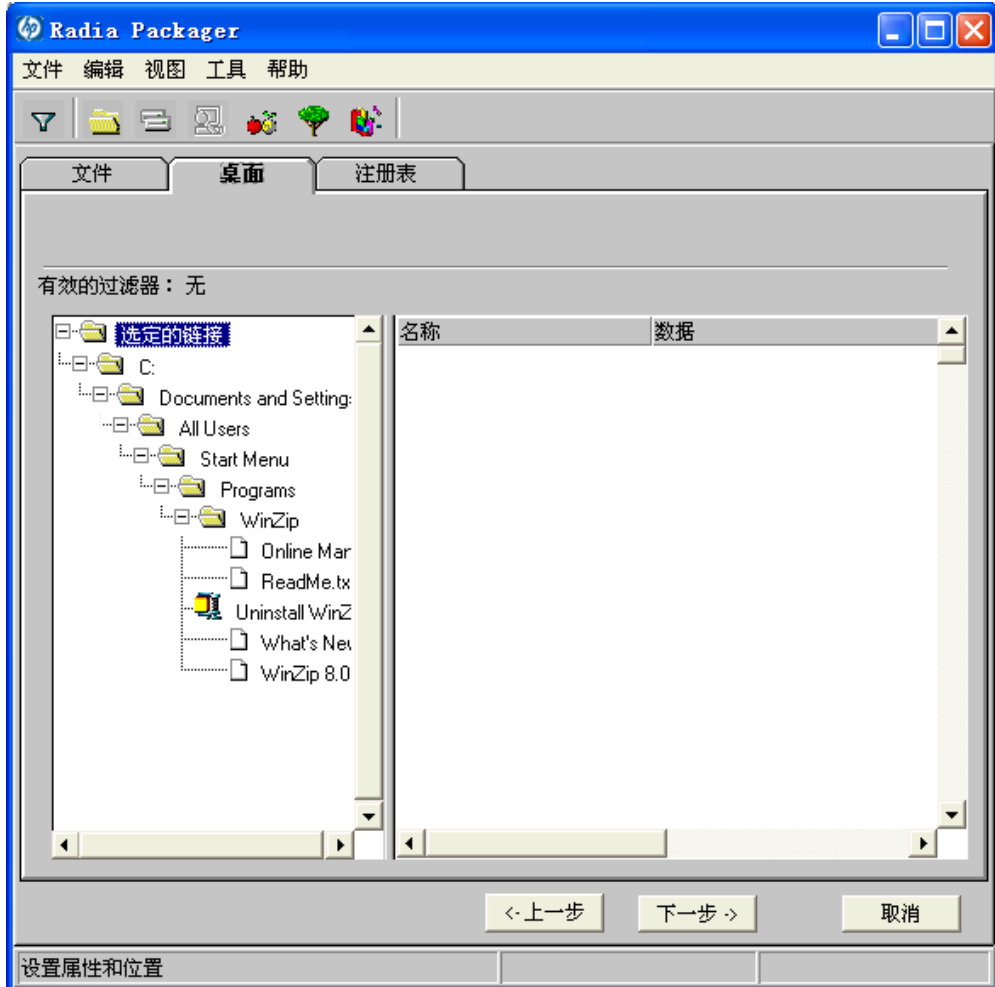 Radia Packager
文件 编辑 视图 工具 帮助
文件 桌面 注册表
有效的过滤器： 无
选定的链接
名称 数据
C:
Documents and Setting
All Users
Start Menu
Programs
WinZip
Online Mar
ReadMe.tx
Uninstall WinZ
What's Nev
WinZip 8.0
<-上一步 下一步 -> 取消
设置属性和位置